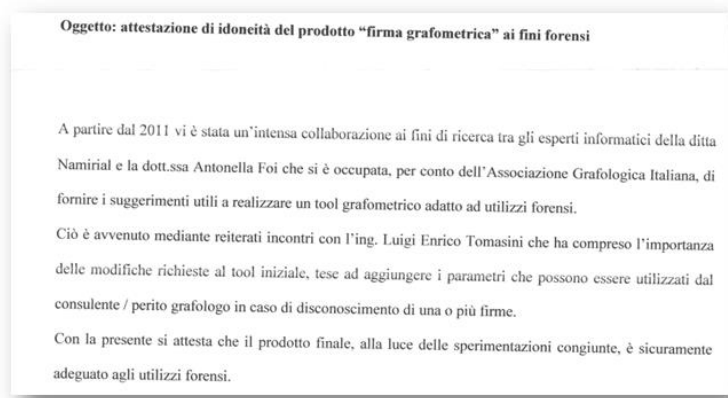 Oggetto: attestazione di idoneità del prodotto “firma grafometrica” ai fini forensi
A partire dal 2011 vi è stata un'intensa collaborazione ai fini di ricerca tra gli esperti informatici della ditta
Namirial e la dott.ssa Antonella Foi che si è occupata, per conto dell'Associazione Grafologica Italiana, di
fornire i suggerimenti utili a realizzare un tool grafometrico adatto ad utilizzi forensi.
Ciò è avvenuto mediante reiterati incontri con l'ing. Luigi Enrico Tomasini che ha compreso l'importanza
delle modifiche richieste al tool iniziale, tese ad aggiungere i parametri che possono essere utilizzati dal
consulente / perito grafologo in caso di disconoscimento di una o più firme.
Con la presente si attesta che il prodotto finale, alla luce delle sperimentazioni congiunte, è sicuramente
adeguato agli utilizzi forensi.